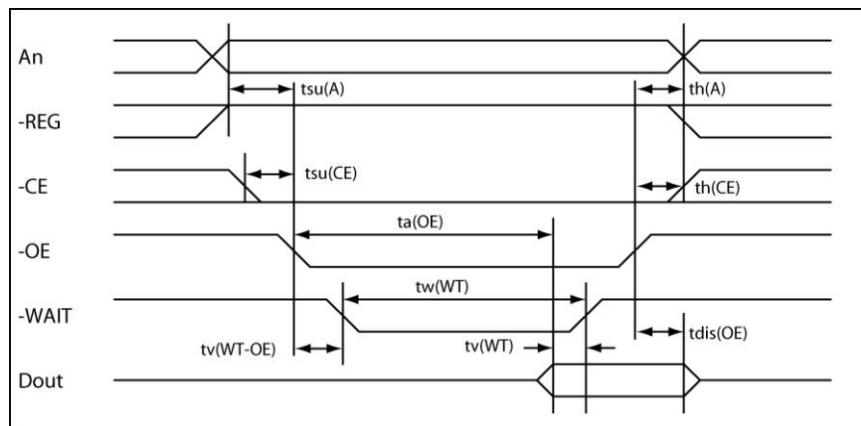 An
tsu(A)
th(A)
-REG
-CE
tsu(CE)
th(CE)
ta(OE)
-OE
tw(WT)
-WAIT
tv(WT-OE)
tv(WT)
tdis(OE)
Dout